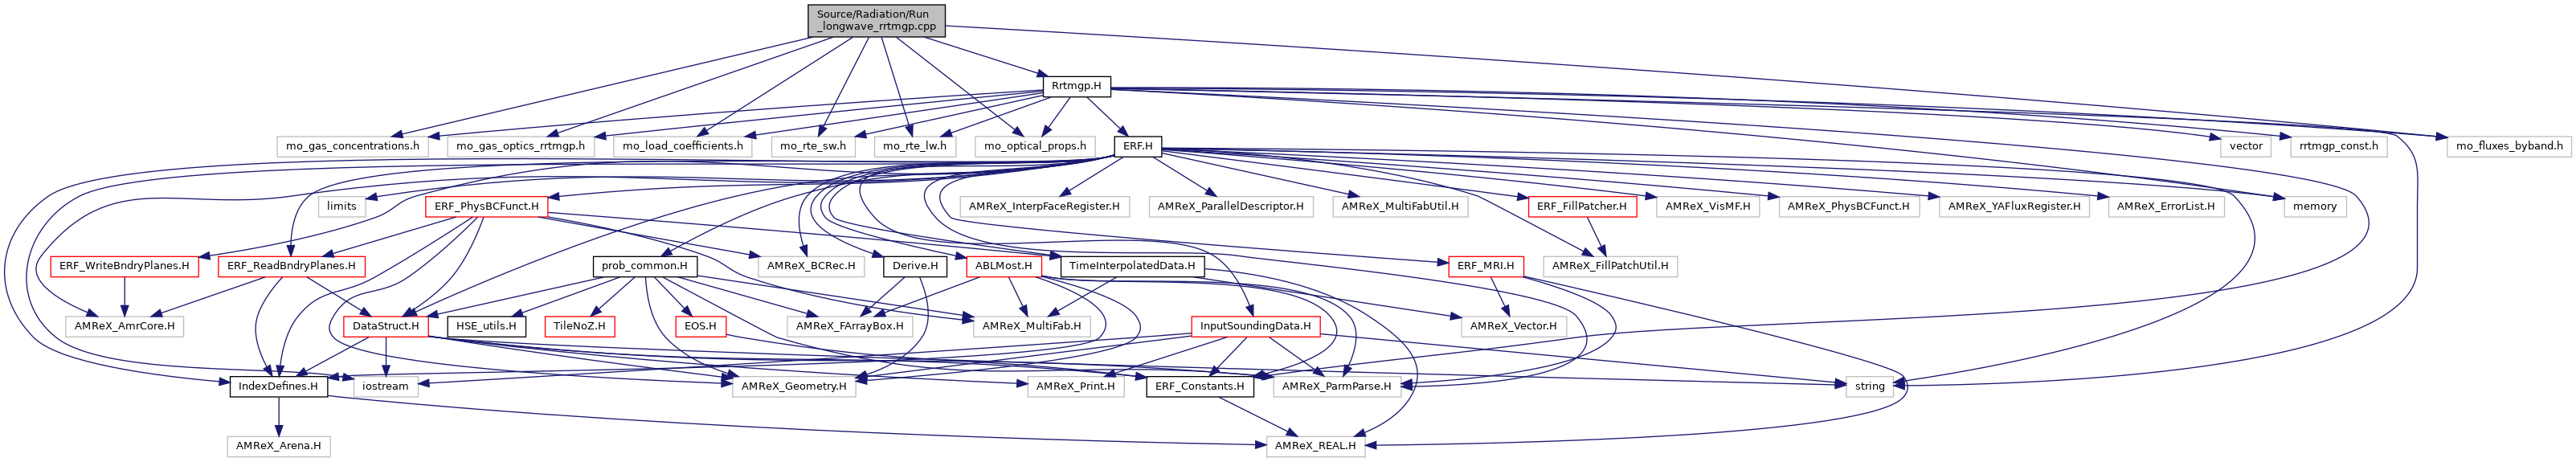 Source/Radiation/Run
_longwave_rrtmgp.cpp
Rrtmgp.H
mo_gas_concentrations.h
mo_gas_optics_rrtmgp.h
mo_load_coefficients.h
mo_rte_sw.h
mo_rte_lw.h
mo_optical_props.h
ERF.H
vector
rrtmgp_const.h
mo_fluxes_byband.h
limits
ERF_PhysBCFunct.H
AMReX_InterpFaceRegister.H
AMReX_ParallelDescriptor.H
AMReX_MultiFabUtil.H
ERF_FillPatcher.H
AMReX_VisMF.H
AMReX_PhysBCFunct.H
AMReX_YAFluxRegister.H
AMReX_ErrorList.H
memory
ERF_WriteBndryPlanes.H
ERF_ReadBndryPlanes.H
prob_common.H
AMReX_BCRec.H
Derive.H
ABLMost.H
TimeInterpolatedData.H
ERF_MRI.H
AMReX_FillPatchUtil.H
AMReX_AmrCore.H
DataStruct.H
HSE_utils.H
TileNoZ.H
EOS.H
AMReX_FArrayBox.H
AMReX_MultiFab.H
InputSoundingData.H
AMReX_Vector.H
IndexDefines.H
iostream
AMReX_Geometry.H
AMReX_Print.H
ERF_Constants.H
AMReX_ParmParse.H
string
AMReX_Arena.H
AMReX_REAL.H